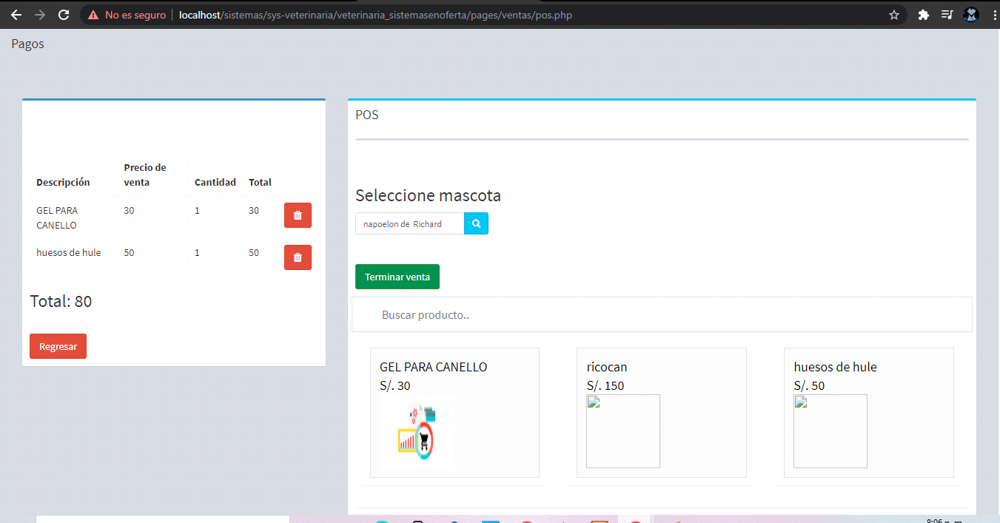 No es seguro
localhost/sistemas/sys-veterinaria/veterinaria_sistemasenoferta/pages/ventas/pos.php
Pagos
Descripción Precio de venta Cantidad Total
GEL PARA CANELLO 30 1 30
huesos de hule 50 1 50
Total: 80
Regresar
POS
Seleccione mascota
napoelon de Richard
Terminar venta
Buscar producto..
GEL PARA CANELLO
S/. 30
ricocan
S/. 150
huesos de hule
S/. 50